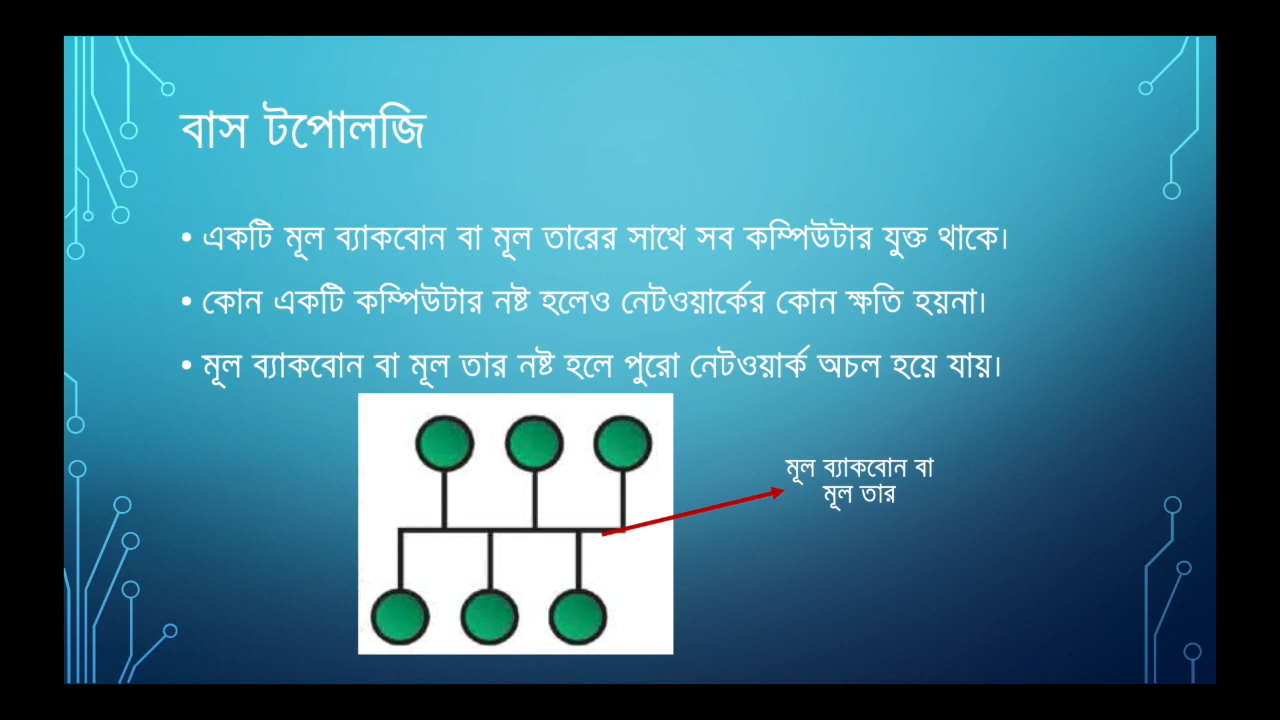 বাস টপোলজি
• একটি মূল ব্যাকবোন বা মূল তারের সাথে সব কম্পিউটার যুক্ত থাকে।
• কোন একটি কম্পিউটার নষ্ট হলেও নেটওয়ার্কের কোন ক্ষতি হয়না।
• মূল ব্যাকবোন বা মূল তার নষ্ট হলে পুরো নেটওয়ার্ক অচল হয়ে যায়।
মূল ব্যাকবোন বা
মূল তার